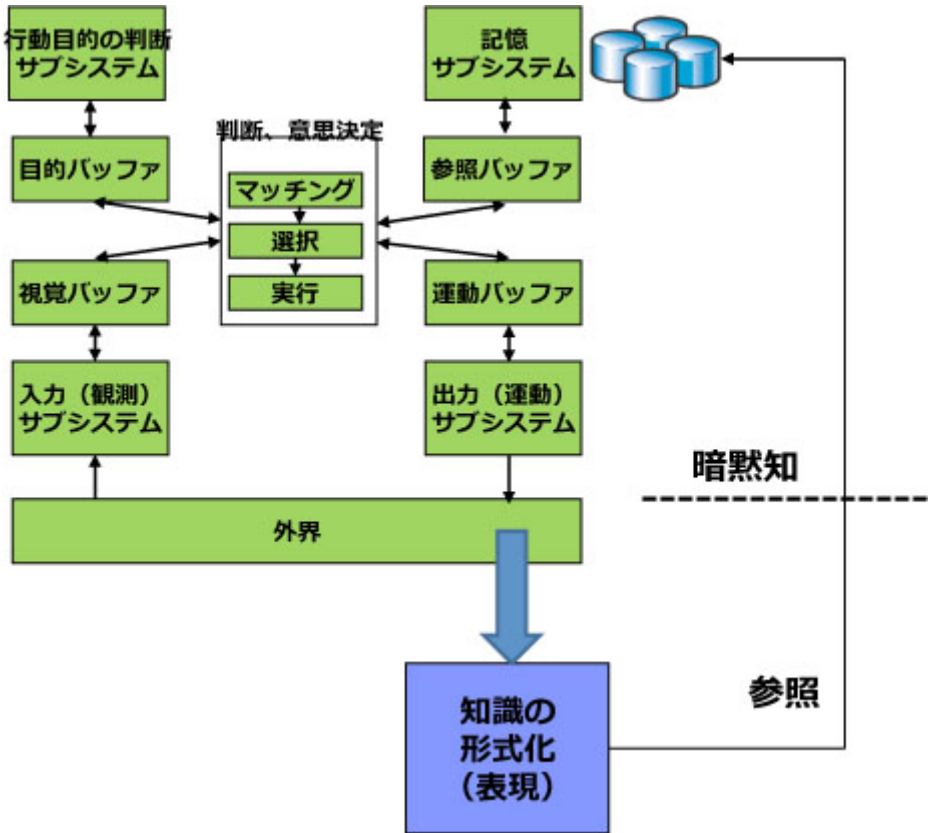 行動目的の判断
サブシステム
記憶
サブシステム
判断、意思決定
目的バッファ
マッチング
参照バッファ
選択
視覚バッファ
実行
運動バッファ
入力（観測）
サブシステム
出力（運動）
サブシステム
暗黙知
外界
知識の
形式化
（表現）
参照